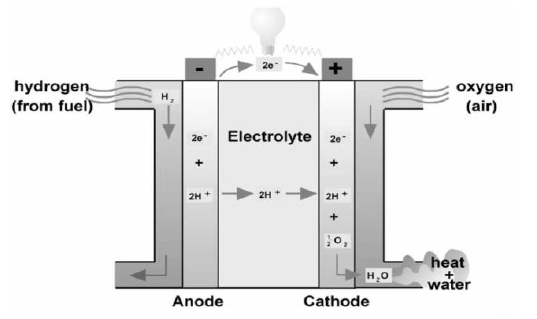 -
2e-
+
hydrogen
(from fuel)
H2
oxygen
(air)
2e-
+
2H+
Electrolyte
2H+
2e-
+
2H+
+
½O2
H2O
heat
+
water
Anode
Cathode